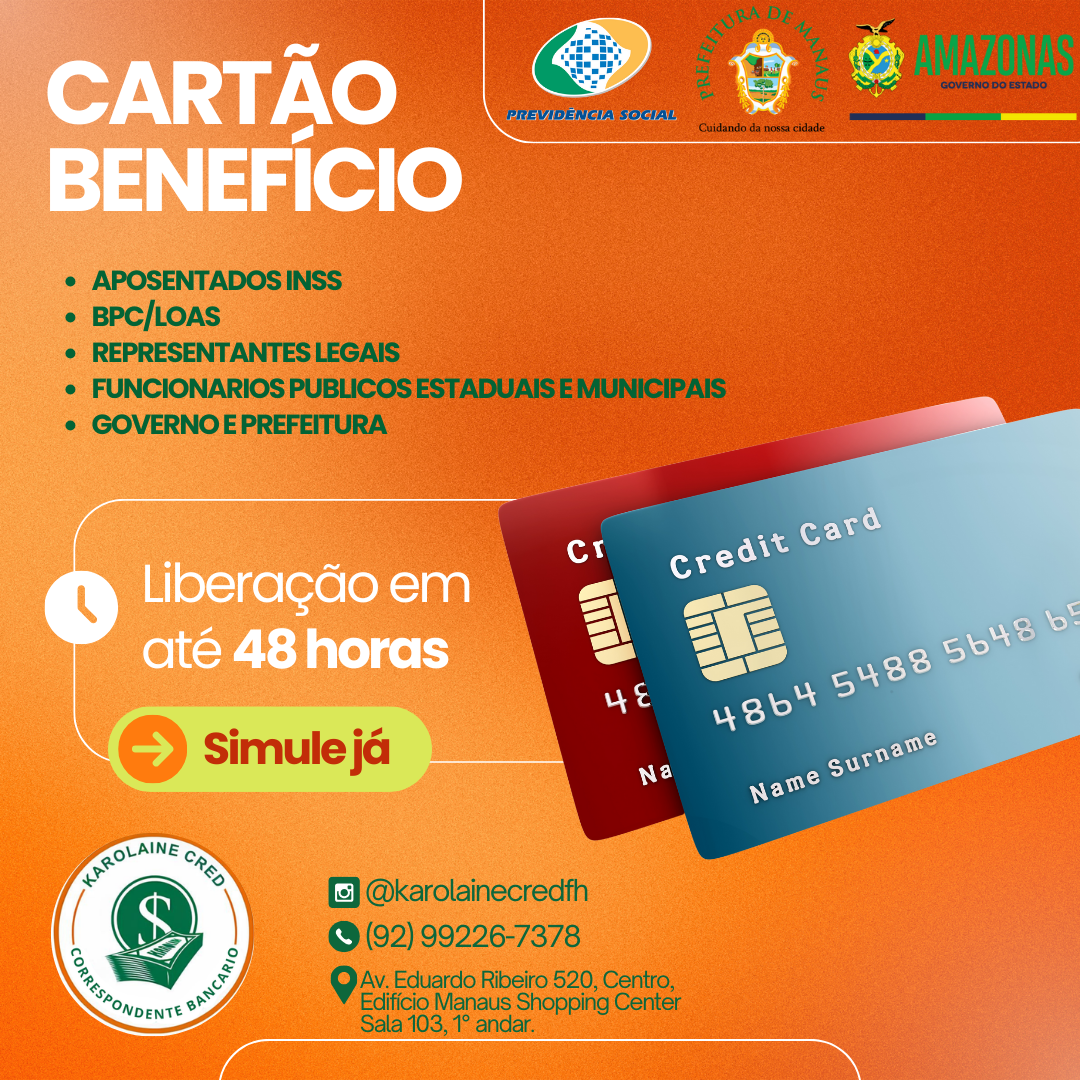 CARTÃO
BENEFÍCIO
PREVIDÊNCIA SOCIAL
PREFEITURA DE MANAUS
Cuidando da nossa cidade
AMAZONAS
GOVERNO DO ESTADO
• APOSENTADOS INSS
• BPC/LOAS
• REPRESENTANTES LEGAIS
• FUNCIONARIOS PUBLICOS ESTADUAIS E MUNICIPAIS
• GOVERNO E PREFEITURA
Liberação em
até 48 horas
Simule já
Cr
48
Na
Credit Card
4864 5488 5648 65
Name Surname
KAROLAINE CRED
$
CORRESPONDENTE BANCARIO
@karolainecredfh
(92) 99226-7378
Av. Eduardo Ribeiro 520, Centro,
Edifício Manaus Shopping Center
Sala 103, 1° andar.